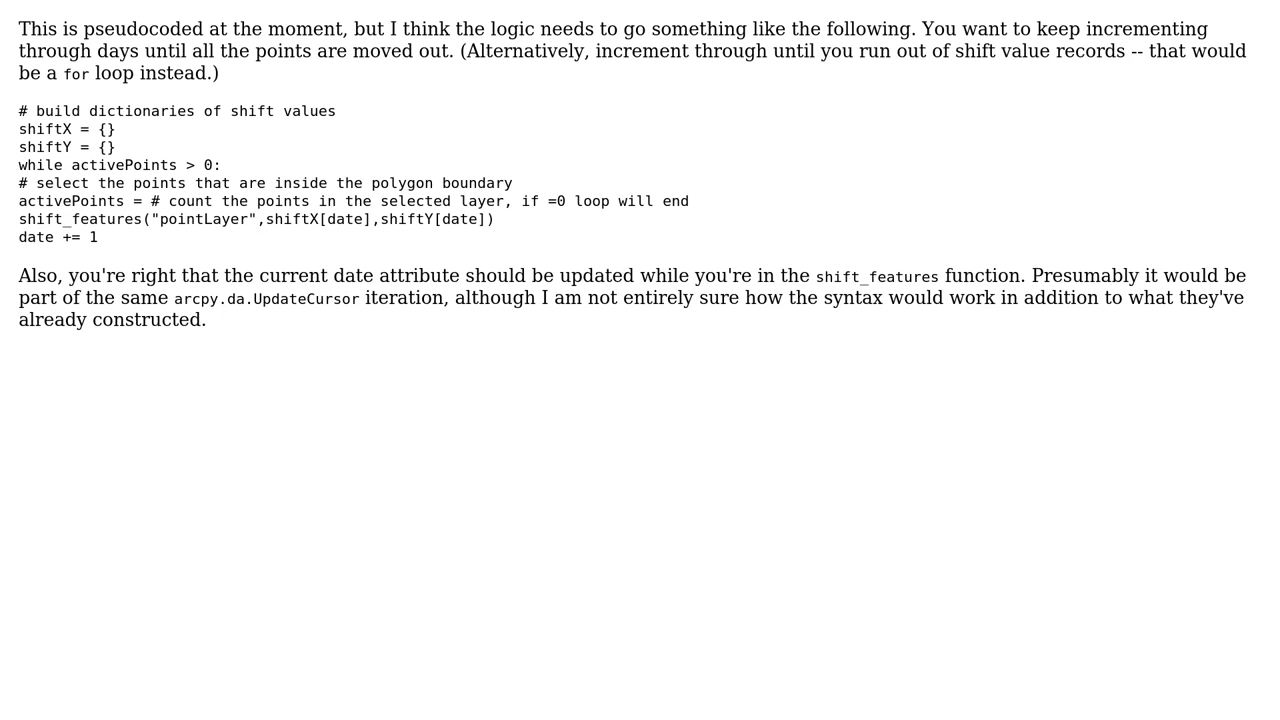 This is pseudocoded at the moment, but I think the logic needs to go something like the following. You want to keep incrementing
through days until all the points are moved out. (Alternatively, increment through until you run out of shift value records -- that would
be a for loop instead.)
# build dictionaries of shift values
shiftX = {}
shiftY = {}
while activePoints > 0:
# select the points that are inside the polygon boundary
activePoints = # count the points in the selected layer, if =0 loop will end
shift_features("pointLayer",shiftX[date],shiftY[date])
date += 1
Also, you're right that the current date attribute should be updated while you're in the shift_features function. Presumably it would be
part of the same arcpy.da.UpdateCursor iteration, although I am not entirely sure how the syntax would work in addition to what they've
already constructed.